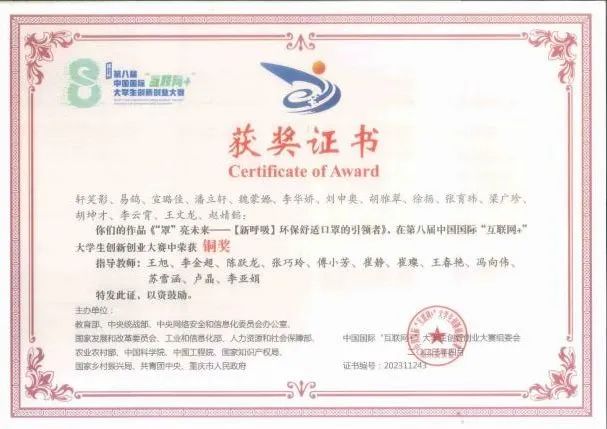 第八届
中国国际"互联网+"
大学生创新创业大赛
获奖证书
Certificate of Award
轩笑影、易鸽、宣璐佳、潘立轩、魏蒙娜、李华娇、刘申奥、胡雅翠、徐扬、张育玮、梁广珍、
胡坤才、李云霄、王文龙、赵婧懿:
你们的作品《"罩"亮未来——【新呼吸】环保舒适口罩的引领者》,在第八届中国国际"互联网+"
大学生创新创业大赛中荣获 铜奖
指导教师:王旭、李金超、陈跃龙、张巧玲、傅小芳、崔静、崔璨、王春艳、冯向伟、
苏雪涵、卢晶、李亚娟
特发此证,以资鼓励。
主办单位:
教育部、中央统战部、中央网络安全和信息化委员会办公室、
国家发展和改革委员会、工业和信息化部、人力资源和社会保障部、
农业农村部、中国科学院、中国工程院、国家知识产权局、
国家乡村振兴局、共青团中央、重庆市人民政府
中国国际"互联网+"大学生创新创业大赛组委会
二〇二三年四月
证书编号:202311243